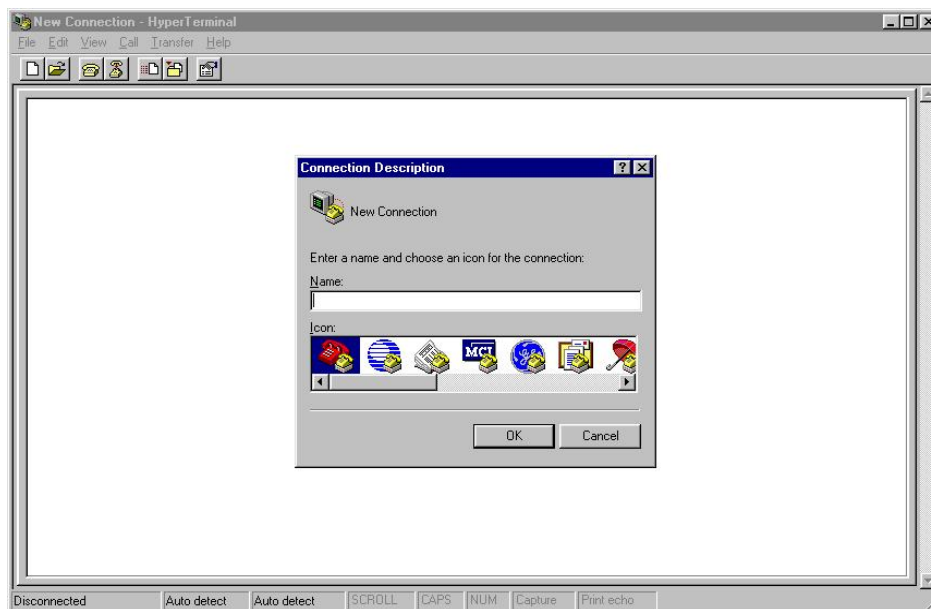 New Connection - HyperTerminal
File Edit View Call Transfer Help
Connection Description
New Connection
Enter a name and choose an icon for the connection:
Name:
Icon:
MCI
OK Cancel
Disconnected Auto detect Auto detect SCROLL CAPS NUM Capture Print echo